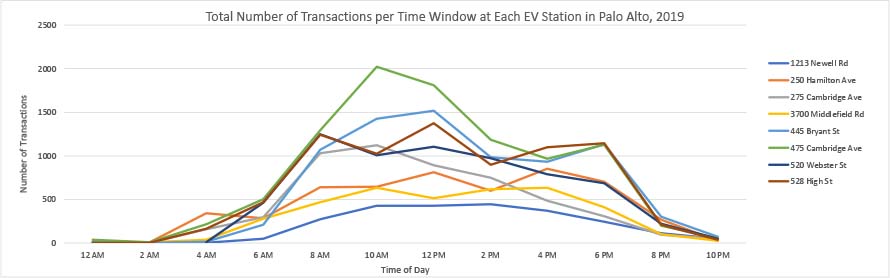 Total Number of Transactions per Time Window at Each EV Station in Palo Alto, 2019
2500
2000
1500
1000
500
0
Number of Transactions
12 AM 2 AM 4 AM 6 AM 8 AM 10 AM 12 PM 2 PM 4 PM 6 PM 8 PM 10 PM
Time of Day
1213 Newell Rd
250 Hamilton Ave
275 Cambridge Ave
3700 Middlefield Rd
445 Bryant St
475 Cambridge Ave
520 Webster St
528 High St